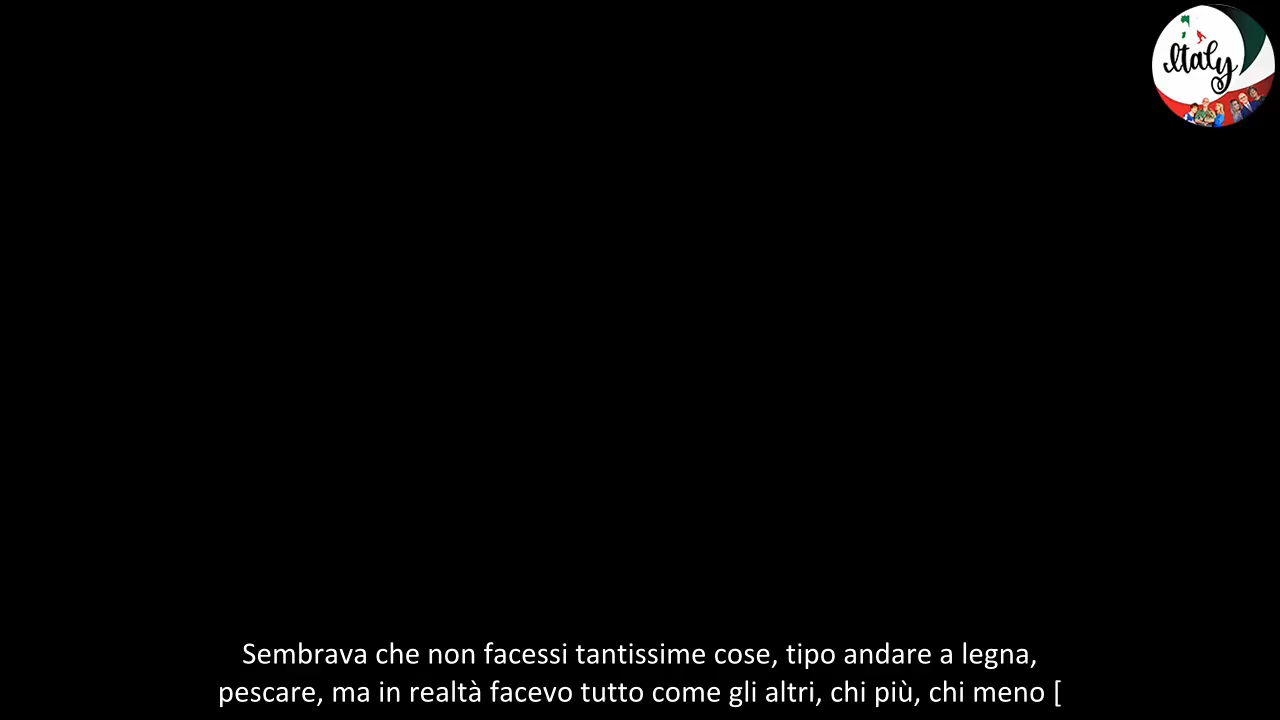 Italy
Sembrava che non facessi tantissime cose, tipo andare a legna,
pescare, ma in realtà facevo tutto come gli altri, chi più, chi meno [